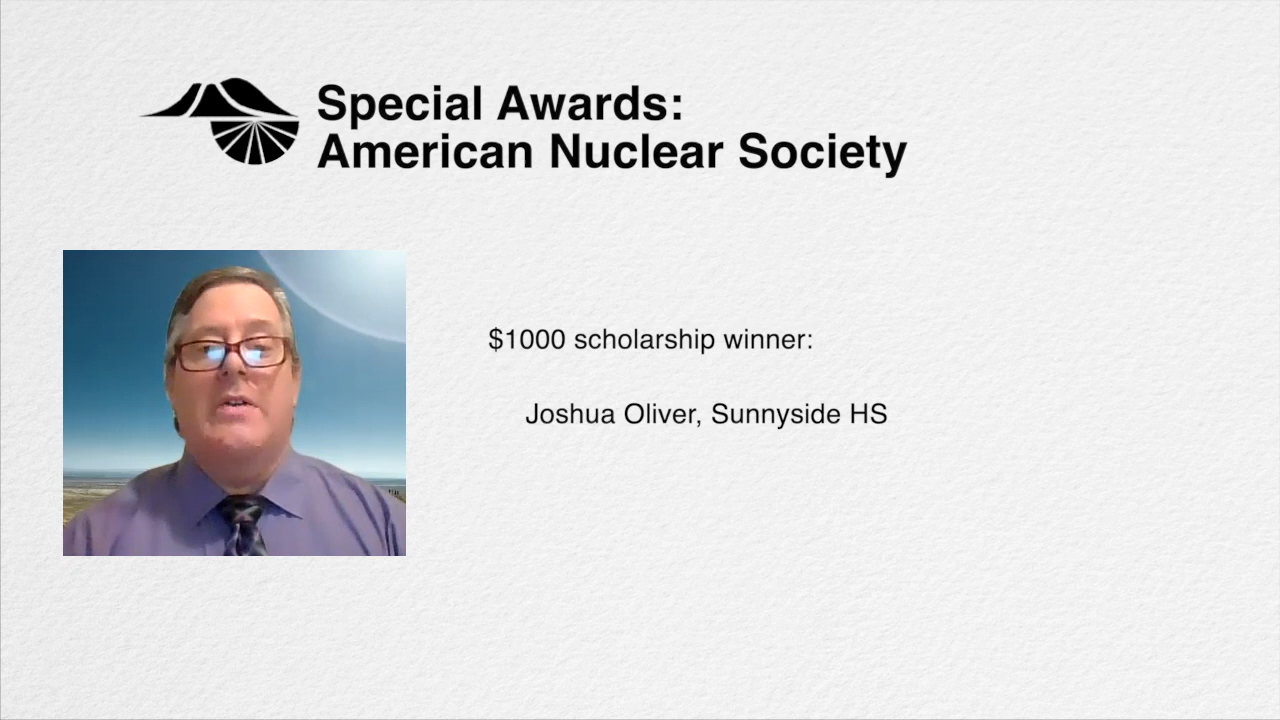 Special Awards:
American Nuclear Society
$1000 scholarship winner:
Joshua Oliver, Sunnyside HS